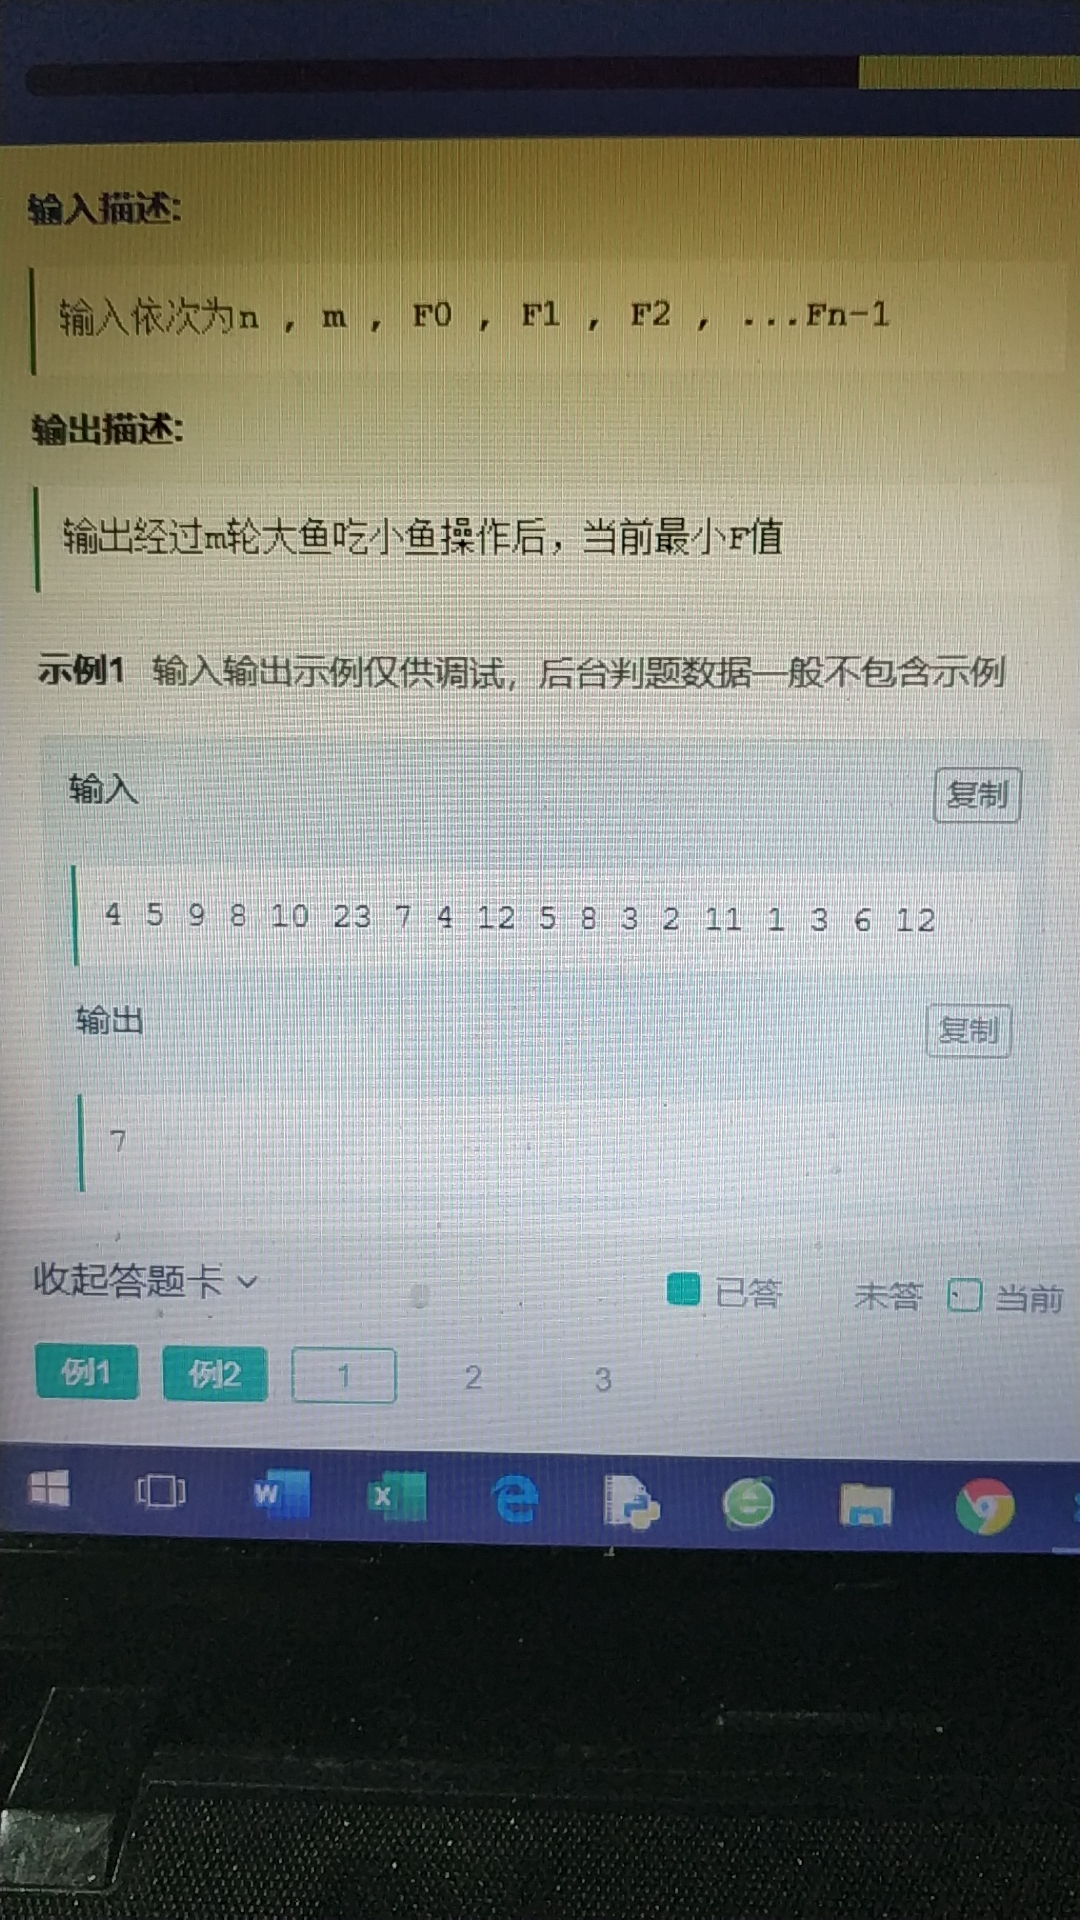 输入描述:
输入依次为n , m , F0 , F1 , F2 , ...Fn-1
输出描述:
输出经过m轮大鱼吃小鱼操作后，当前最小F值
示例1 输入输出示例仅供调试，后台判题数据一般不包含示例
输入 复制
4 5 9 8 10 23 7 4 12 5 8 3 2 11 1 3 6 12
输出 复制
7
收起答题卡 已答 未答 当前
例1 例2 1 2 3